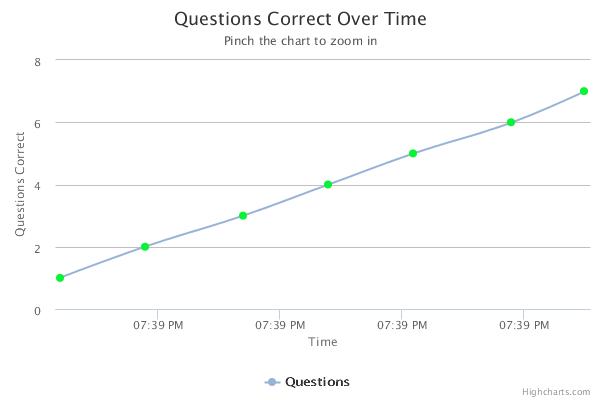 Questions Correct Over Time
Pinch the chart to zoom in
8
6
4
2
0
Questions Correct
07:39 PM 07:39 PM 07:39 PM 07:39 PM
Time
Questions
Highcharts.com